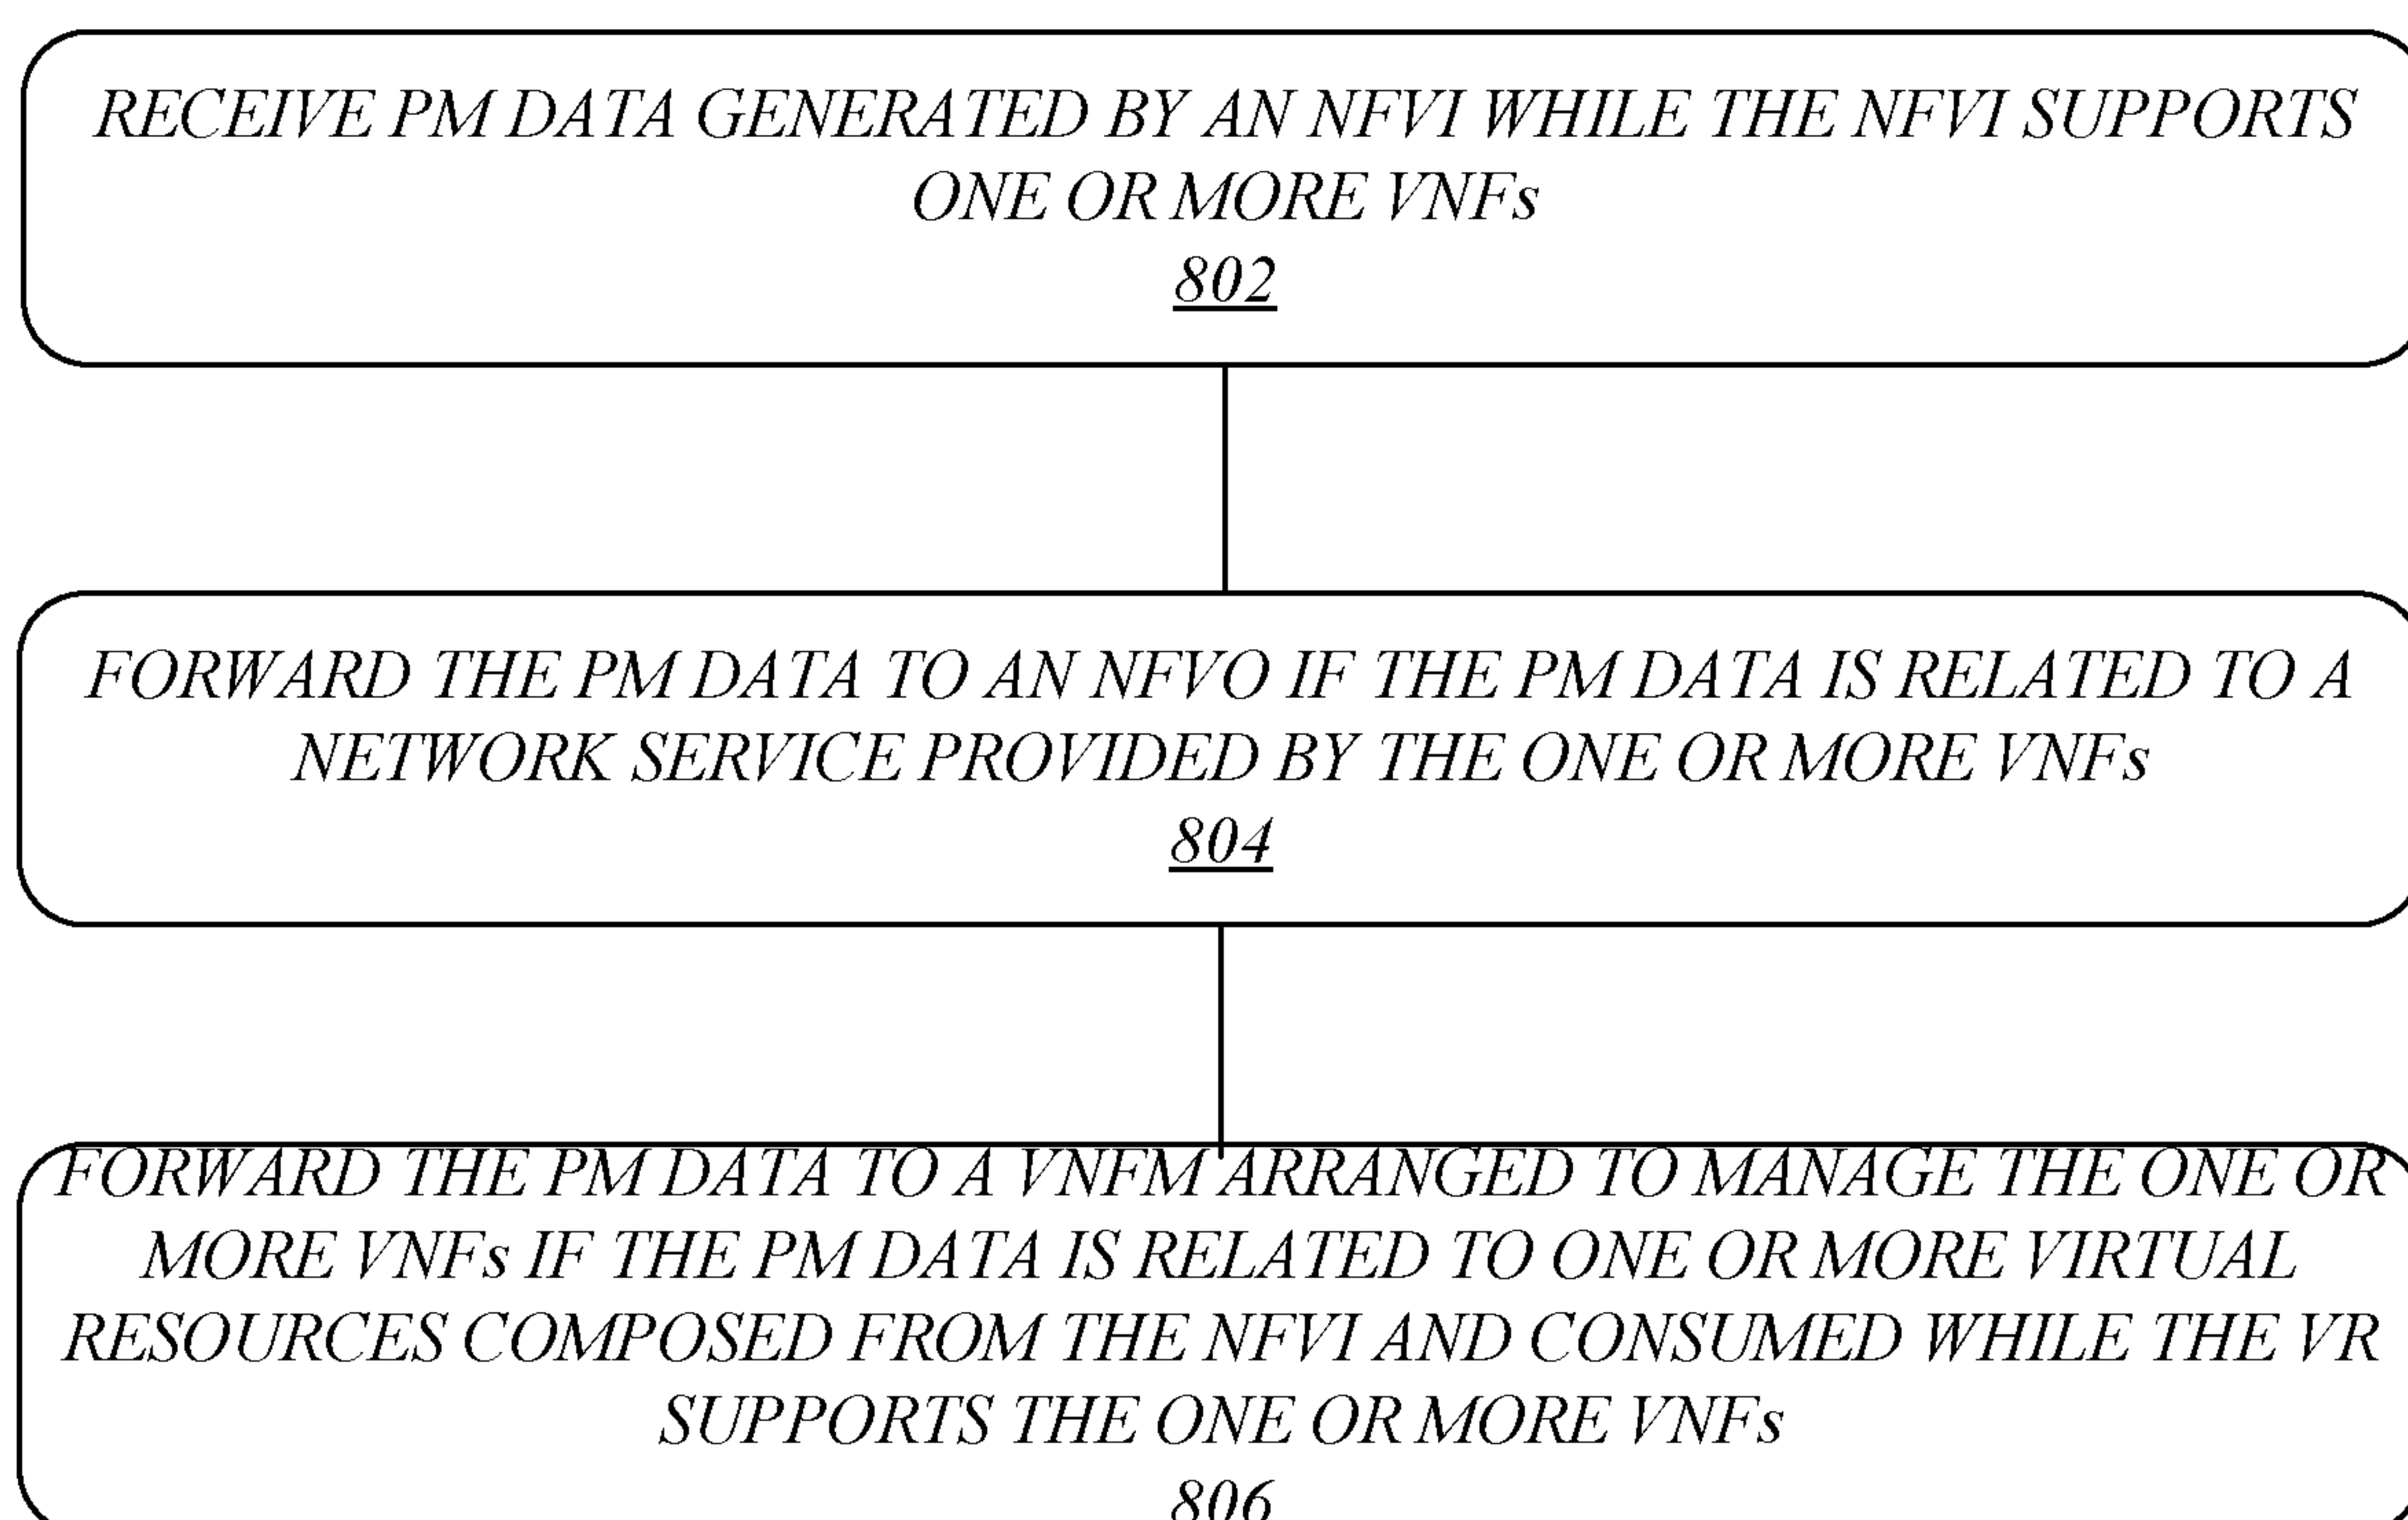 RECEIVE PM DATA GENERATED BY AN NFVI WHILE THE NFVI SUPPORTS
ONE OR MORE VNFs
802
FORWARD THE PM DATA TO AN NFVO IF THE PM DATA IS RELATED TO A
NETWORK SERVICE PROVIDED BY THE ONE OR MORE VNFs
804
FORWARD THE PM DATA TO A VNFM ARRANGED TO MANAGE THE ONE OR
MORE VNFs IF THE PM DATA IS RELATED TO ONE OR MORE VIRTUAL
RESOURCES COMPOSED FROM THE NFVI AND CONSUMED WHILE THE VR
SUPPORTS THE ONE OR MORE VNFs
806